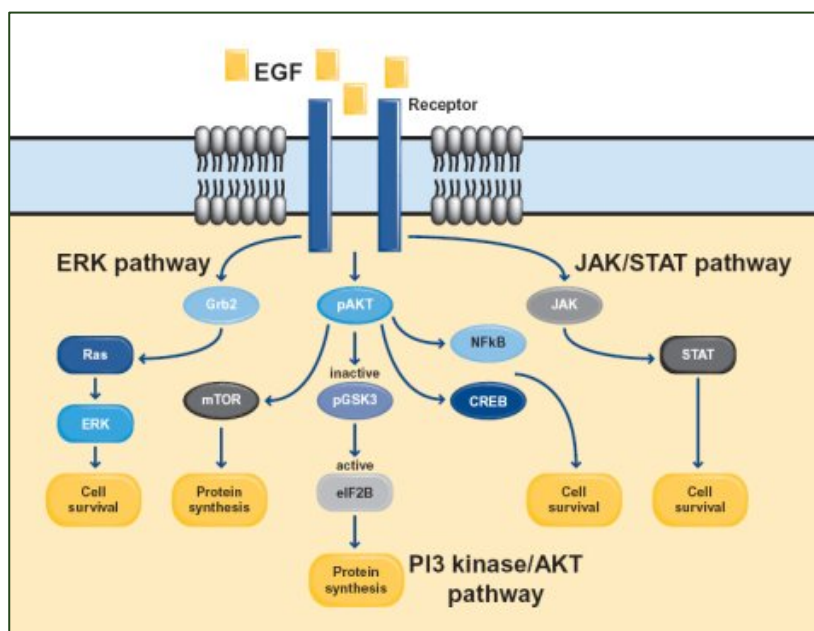 EGF
Receptor
ERK pathway
JAK/STAT pathway
Grb2
pAKT
JAK
NFkB
Ras
STAT
inactive
mTOR
pGSK3
CREB
ERK
active
eIF2B
Cell
survival
Protein
synthesis
Cell
survival
Cell
survival
Protein
synthesis
PI3 kinase/AKT
pathway